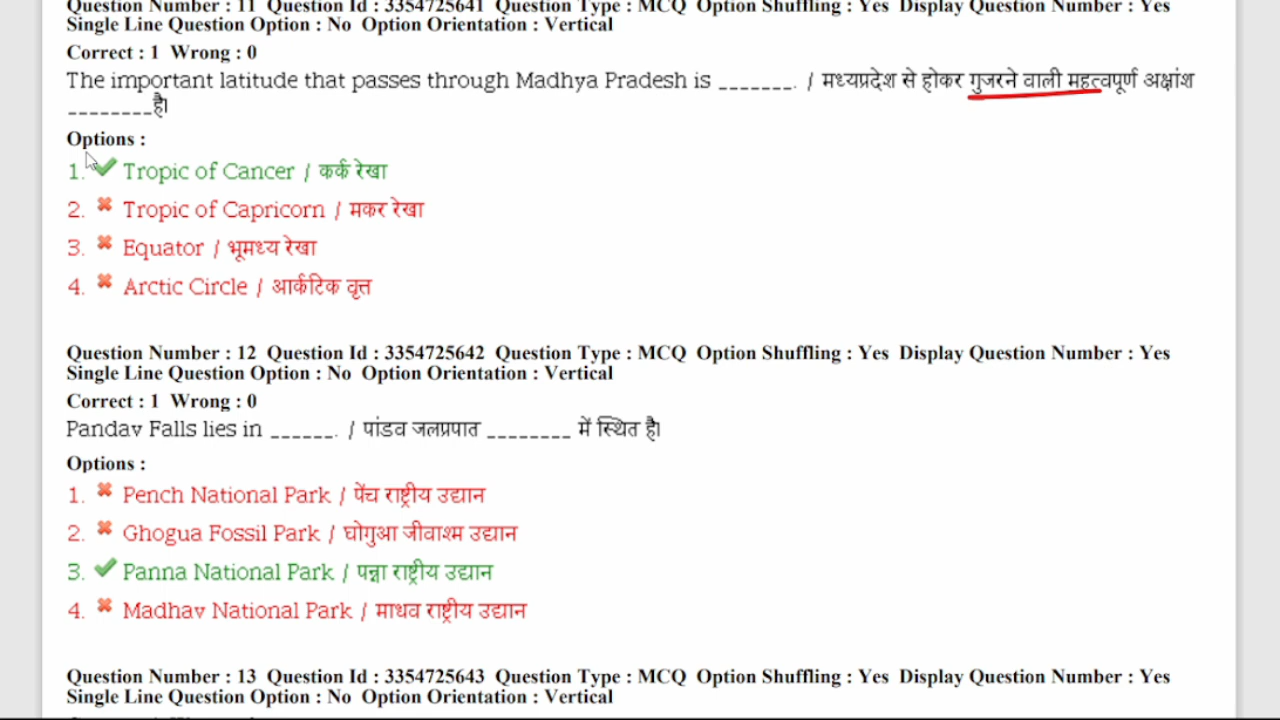 Question Number : 11 Question Id : 3354725641 Question Type : MCQ Option Shuffling : Yes Display Question Number : Yes
Single Line Question Option : No Option Orientation : Vertical
Correct : 1 Wrong : 0
The important latitude that passes through Madhya Pradesh is _______. / मध्यप्रदेश से होकर गुजरने वाली महत्वपूर्ण अक्षांश
________है।
Options :
1. Tropic of Cancer / कर्क रेखा
2. Tropic of Capricorn / मकर रेखा
3. Equator / भूमध्य रेखा
4. Arctic Circle / आर्कटिक वृत्त
Question Number : 12 Question Id : 3354725642 Question Type : MCQ Option Shuffling : Yes Display Question Number : Yes
Single Line Question Option : No Option Orientation : Vertical
Correct : 1 Wrong : 0
Pandav Falls lies in ______. / पांडव जलप्रपात ________ में स्थित है।
Options :
1. Pench National Park / पेंच राष्ट्रीय उद्यान
2. Ghogua Fossil Park / घोगुआ जीवाश्म उद्यान
3. Panna National Park / पन्ना राष्ट्रीय उद्यान
4. Madhav National Park / माधव राष्ट्रीय उद्यान
Question Number : 13 Question Id : 3354725643 Question Type : MCQ Option Shuffling : Yes Display Question Number : Yes
Single Line Question Option : No Option Orientation : Vertical